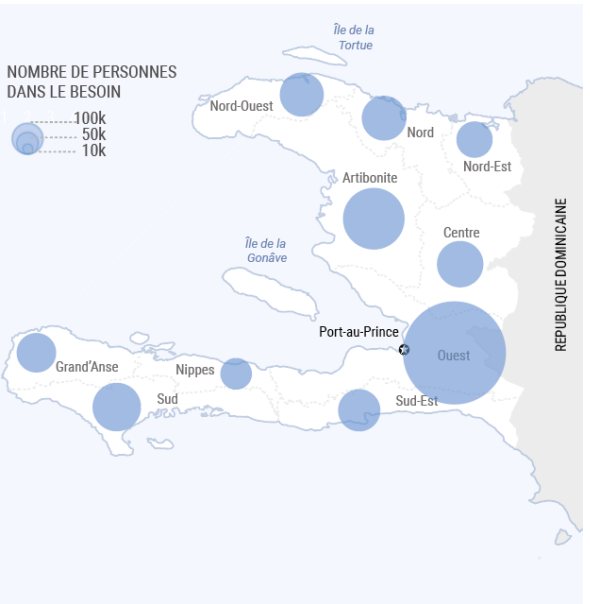 Île de la
Tortue
NOMBRE DE PERSONNES
DANS LE BESOIN
100k
50k
10k
Nord-Ouest
Nord
Nord-Est
Artibonite
Centre
Île de la
Gonâve
REPUBLIQUE DOMINICAINE
Port-au-Prince
Ouest
Grand'Anse
Nippes
Sud
Sud-Est